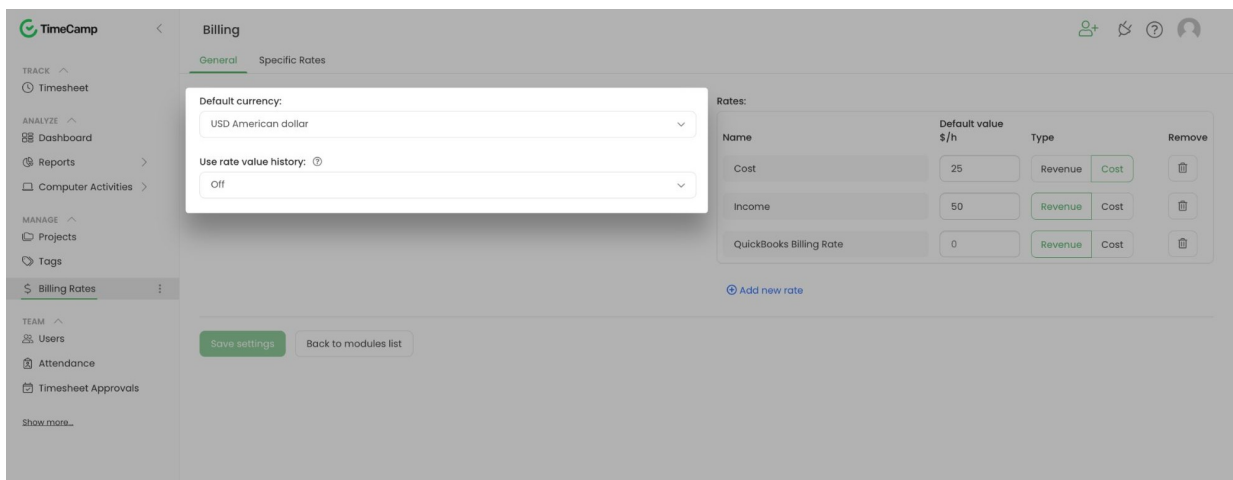 TimeCamp
Billing
General Specific Rates
TRACK
Timesheet
ANALYZE
Dashboard
Reports
Computer Activities
MANAGE
Projects
Tags
$ Billing Rates
TEAM
Users
Attendance
Timesheet Approvals
Show more...
Default currency:
USD American dollar
Use rate value history: ?
Off
Rates:
Name Default value $/h Type Remove
Cost 25 Revenue Cost
Income 50 Revenue Cost
QuickBooks Billing Rate 0 Revenue Cost
Add new rate
Save settings Back to modules list